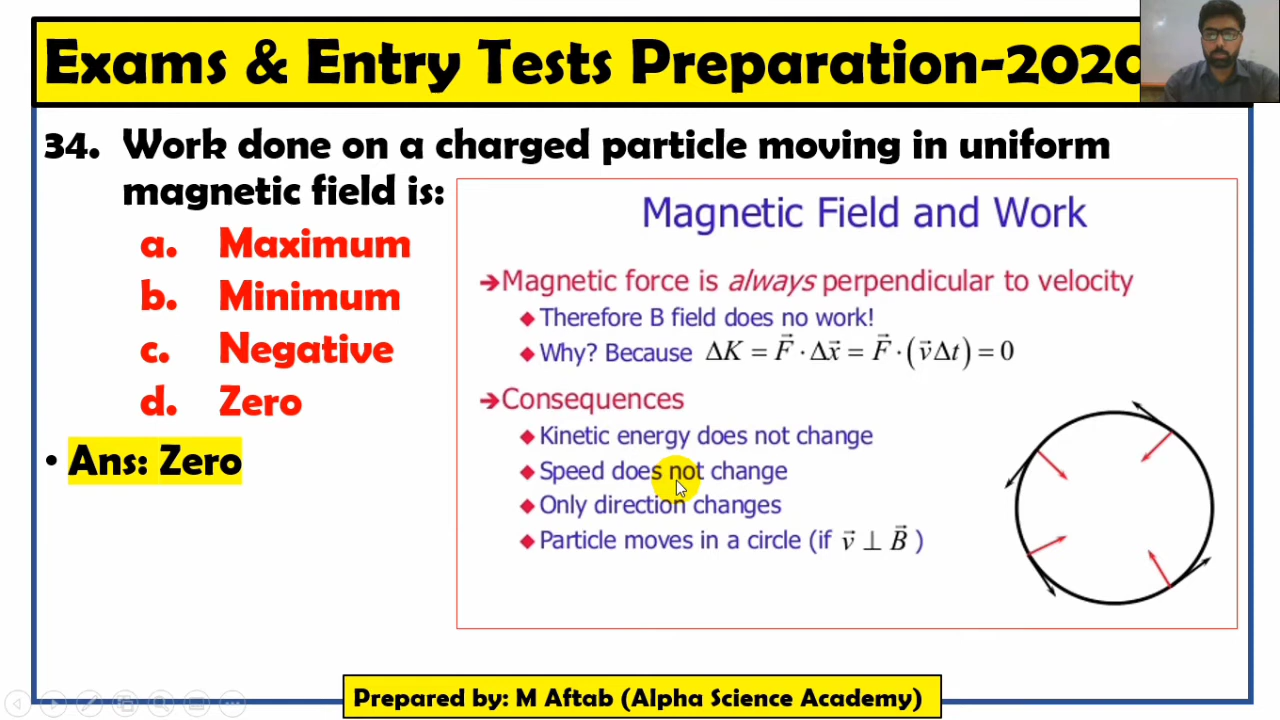 Exams & Entry Tests Preparation-2020
34. Work done on a charged particle moving in uniform
magnetic field is:
a. Maximum
b. Minimum
c. Negative
d. Zero
• Ans: Zero
Magnetic Field and Work
➔Magnetic force is always perpendicular to velocity
◆Therefore B field does no work!
◆Why? Because ΔK = F⃗ · Δx⃗ = F⃗ · (v⃗Δt) = 0
➔Consequences
◆Kinetic energy does not change
◆Speed does not change
◆Only direction changes
◆Particle moves in a circle (if v⃗ ⊥ B⃗ )
Prepared by: M Aftab (Alpha Science Academy)